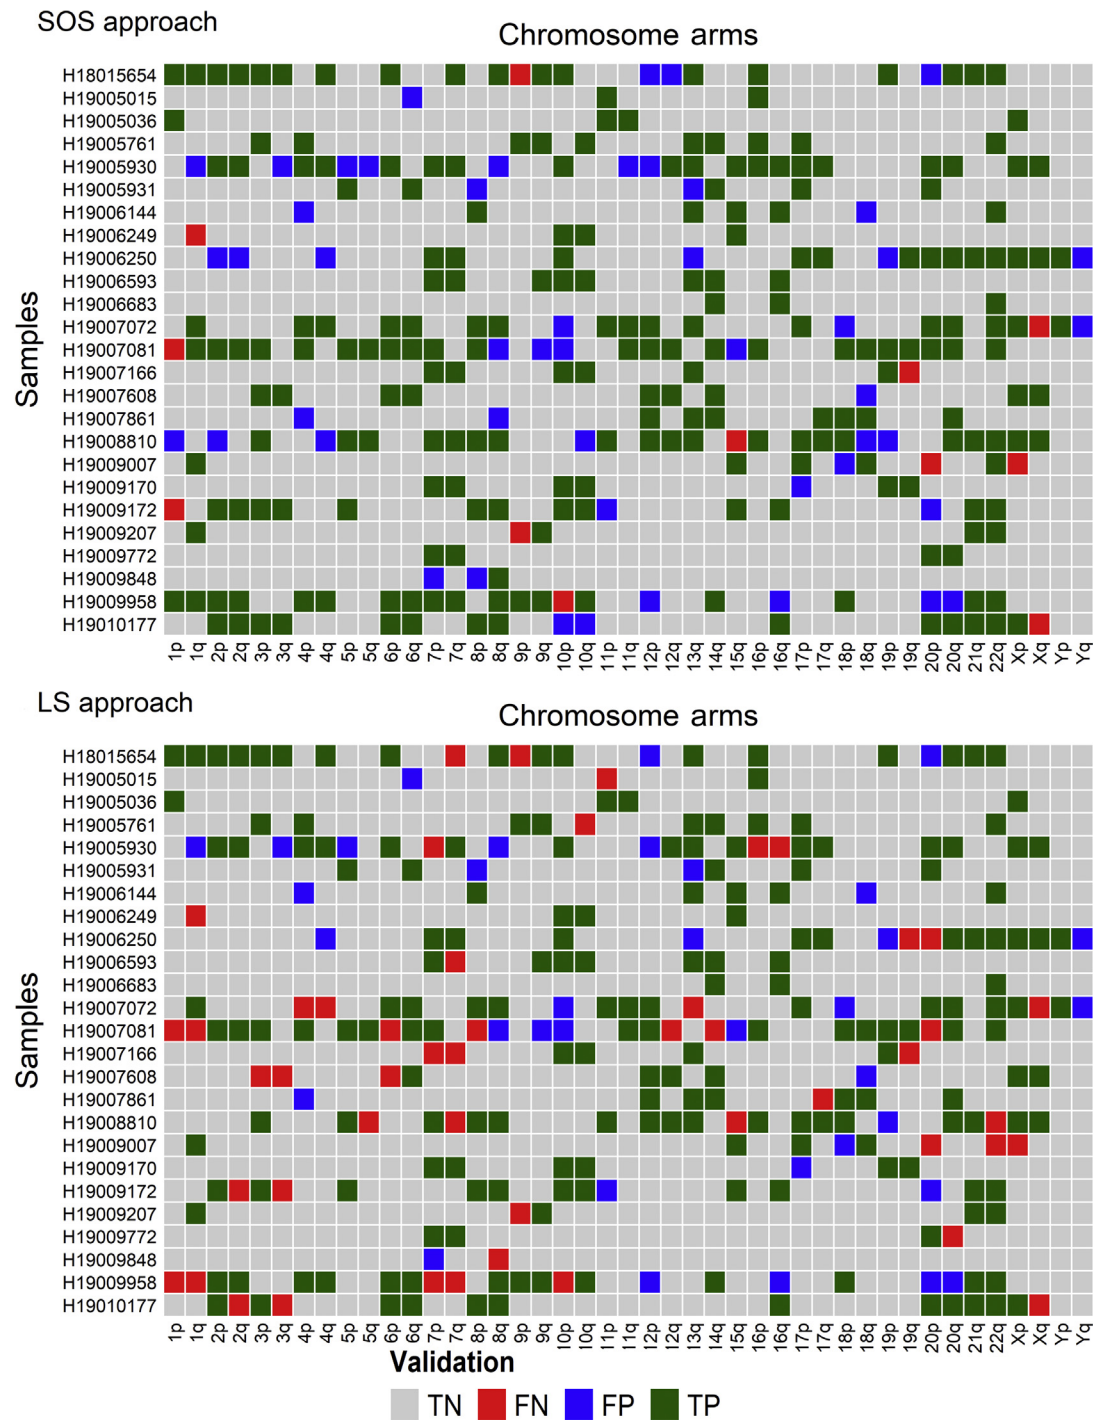 SOS approach
Chromosome arms
Samples
H18015654
H19005015
H19005036
H19005761
H19005930
H19005931
H19006144
H19006249
H19006250
H19006593
H19006683
H19007072
H19007081
H19007166
H19007608
H19007861
H19008810
H19009007
H19009170
H19009172
H19009207
H19009772
H19009848
H19009958
H19010177
1p 1q 2p 2q 3p 3q 4p 4q 5p 5q 6p 6q 7p 7q 8p 8q 9p 9q 10p 10q 11p 11q 12p 12q 13q 14q 15q 16p 16q 17p 17q 18p 18q 19p 19q 20p 20q 21q 22q Xp Xq Yp Yq
LS approach
Chromosome arms
Samples
H18015654
H19005015
H19005036
H19005761
H19005930
H19005931
H19006144
H19006249
H19006250
H19006593
H19006683
H19007072
H19007081
H19007166
H19007608
H19007861
H19008810
H19009007
H19009170
H19009172
H19009207
H19009772
H19009848
H19009958
H19010177
1p 1q 2p 2q 3p 3q 4p 4q 5p 5q 6p 6q 7p 7q 8p 8q 9p 9q 10p 10q 11p 11q 12p 12q 13q 14q 15q 16p 16q 17p 17q 18p 18q 19p 19q 20p 20q 21q 22q Xp Xq Yp Yq
Validation
TN FN FP TP